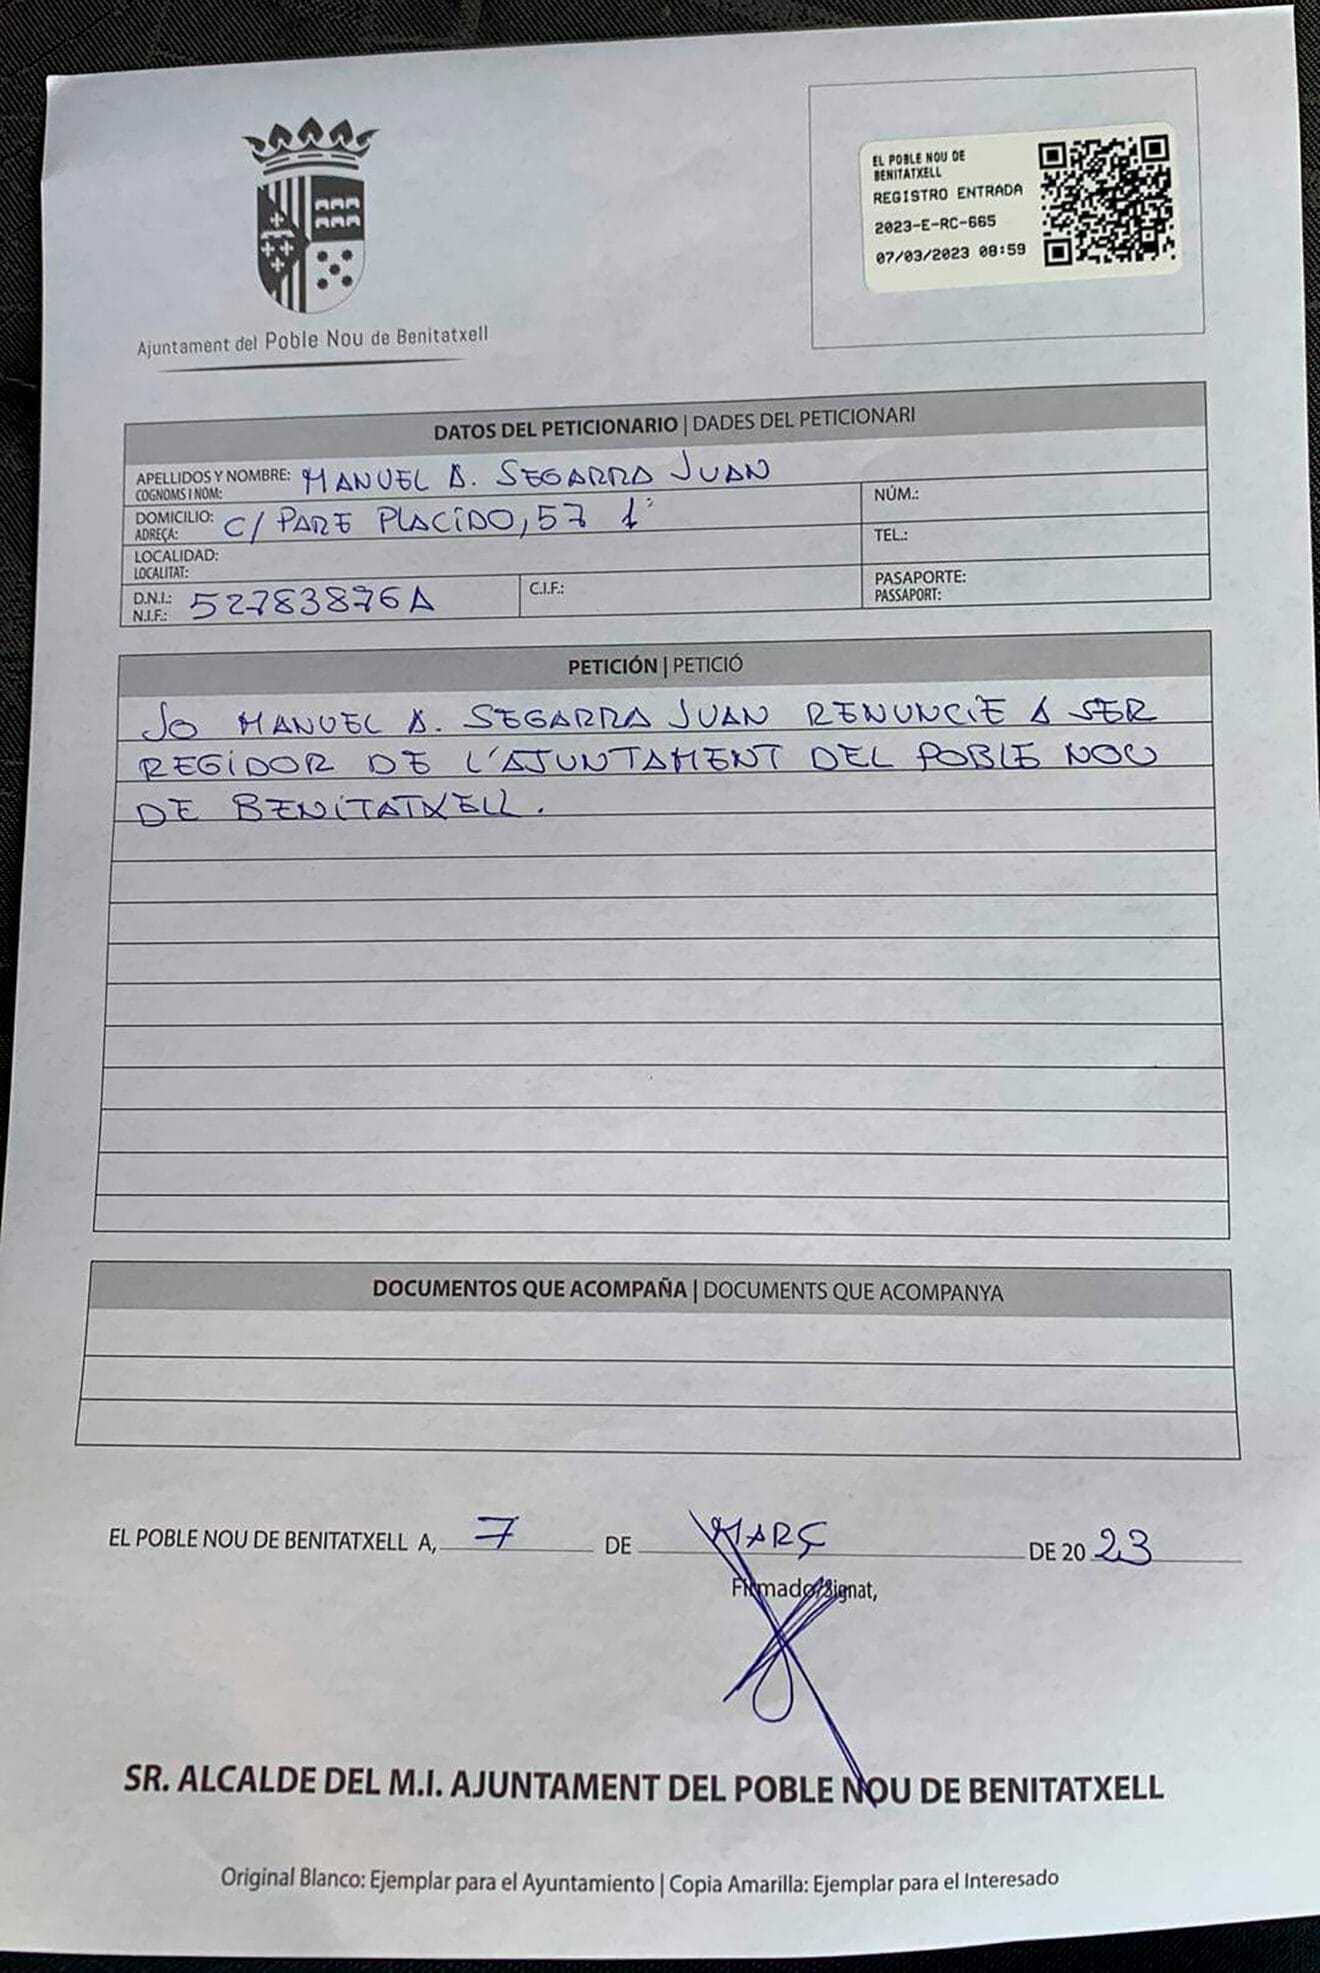 Ajuntament del Poble Nou de Benitatxell
EL POBLE NOU DE
BENITATXELL
REGISTRO ENTRADA
2023-E-RC-665
07/03/2023 08:59
DATOS DEL PETICIONARIO | DADES DEL PETICIONARI
APELLIDOS Y NOMBRE: MANUEL A. SEGARRA JUAN
COGNOMS I NOM:
DOMICILIO: C/ PARE PLACIDO, 57 1º
ADREÇA:
NÚM.:
TEL.:
LOCALIDAD:
LOCALITAT:
D.N.I.: 52783876A
N.I.F.:
C.I.F.:
PASAPORTE:
PASSAPORT:
PETICIÓN | PETICIÓ
JO MANUEL A. SEGARRA JUAN RENUNCIE A SER
REGIDOR DE L'AJUNTAMENT DEL POBLE NOU
DE BENITATXELL.
DOCUMENTOS QUE ACOMPAÑA | DOCUMENTS QUE ACOMPANYA
EL POBLE NOU DE BENITATXELL A, 7 DE MARÇ DE 20 23
Firmado/Signat,
SR. ALCALDE DEL M.I. AJUNTAMENT DEL POBLE NOU DE BENITATXELL
Original Blanco: Ejemplar para el Ayuntamiento | Copia Amarilla: Ejemplar para el Interesado